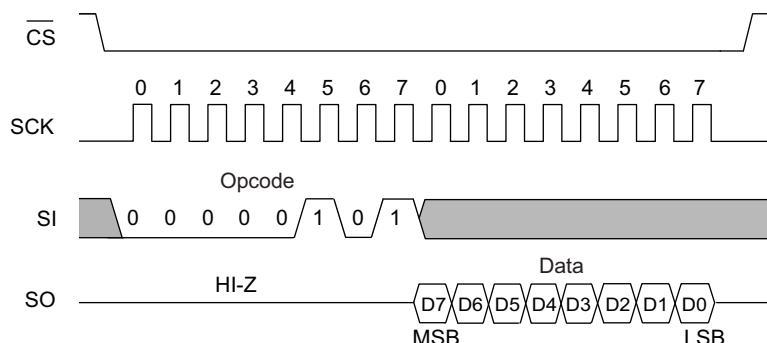 CS
0 1 2 3 4 5 6 7 0 1 2 3 4 5 6 7
SCK
Opcode
SI 0 0 0 0 0 1 0 1
Data
HI-Z
SO D7 D6 D5 D4 D3 D2 D1 D0
MSB LSB